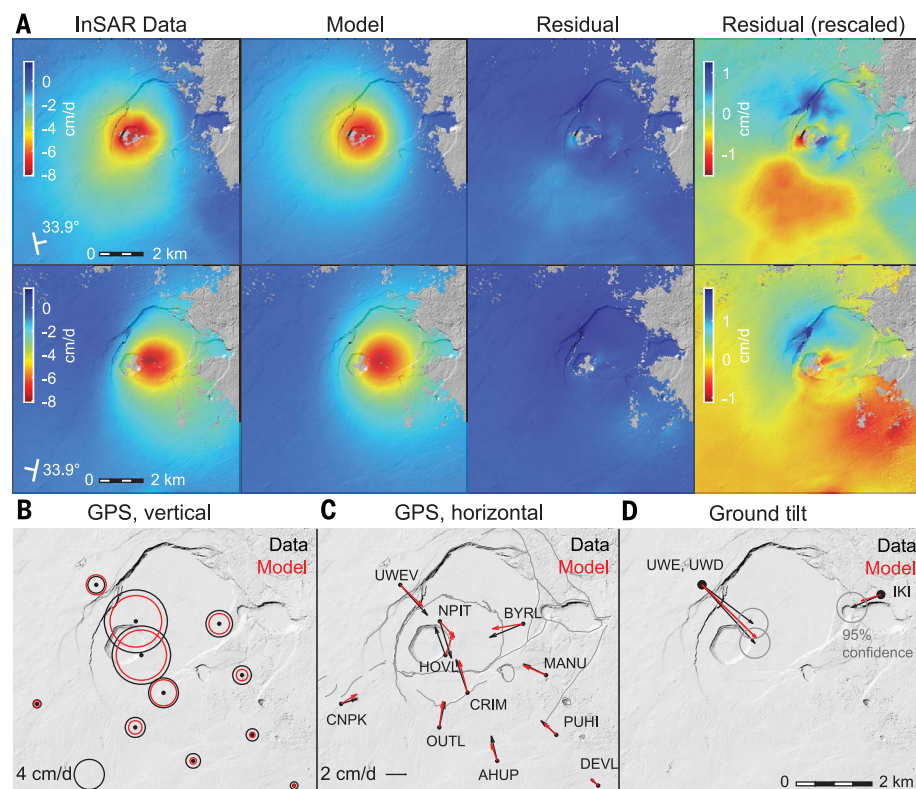 A
InSAR Data
Model
Residual
Residual (rescaled)
0
-2
-4
-6
-8
cm/d
33.9°
0
2 km
1
0
-1
cm/d
0
-2
-4
-6
-8
cm/d
33.9°
0
2 km
1
0
-1
cm/d
B
GPS, vertical
Data
Model
4 cm/d
C
GPS, horizontal
Data
Model
UWEV
NPIT
BYRL
HOVL
MANU
CRIM
CNPK
OUTL
PUHI
AHUP
DEVL
2 cm/d
D
Ground tilt
Data
Model
UWE, UWD
IKI
95%
confidence
0
2 km